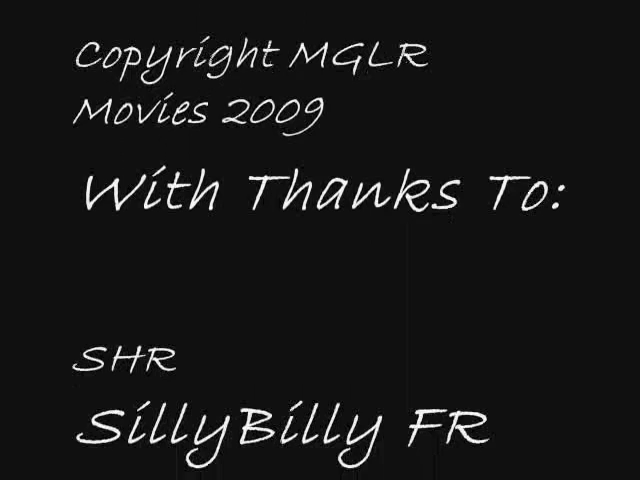 Copyright MGLR
Movies 2009
With Thanks To:
SHR
SillyBilly FR